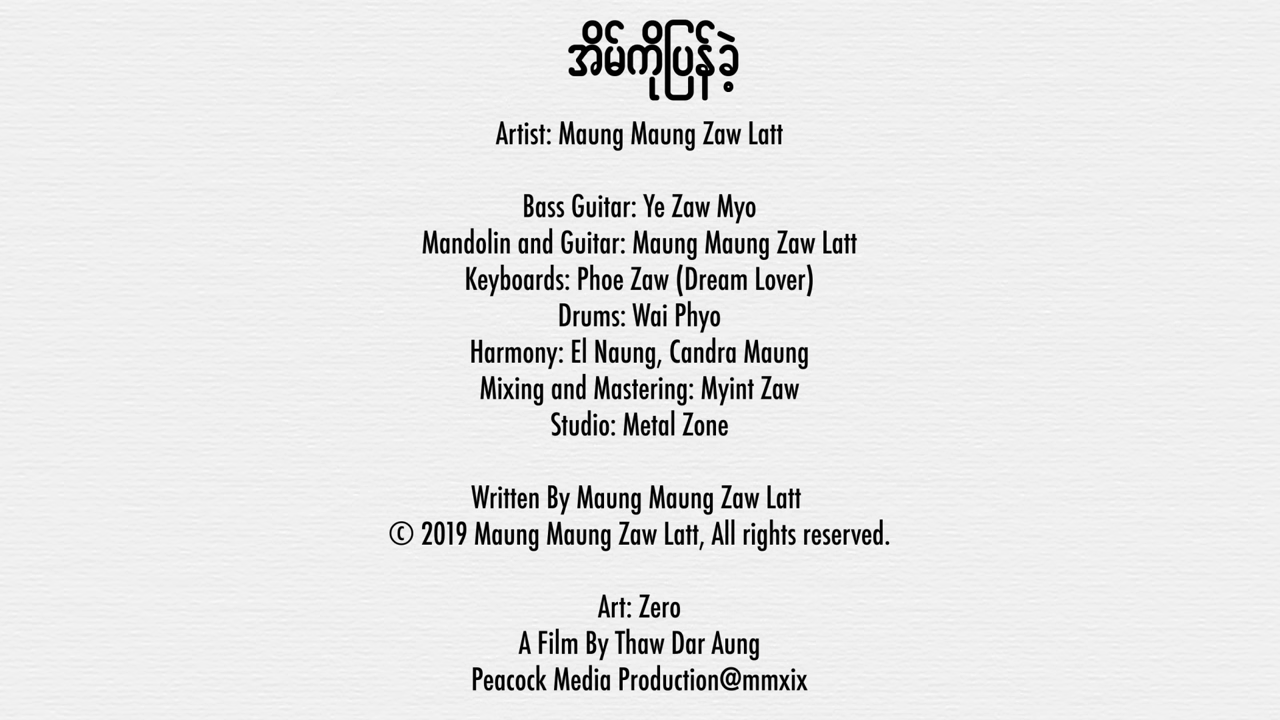 အိမ်ကိုပြန်ခဲ့
Artist: Maung Maung Zaw Latt
Bass Guitar: Ye Zaw Myo
Mandolin and Guitar: Maung Maung Zaw Latt
Keyboards: Phoe Zaw (Dream Lover)
Drums: Wai Phyo
Harmony: El Naung, Candra Maung
Mixing and Mastering: Myint Zaw
Studio: Metal Zone
Written By Maung Maung Zaw Latt
© 2019 Maung Maung Zaw Latt, All rights reserved.
Art: Zero
A Film By Thaw Dar Aung
Peacock Media Production@mmxix